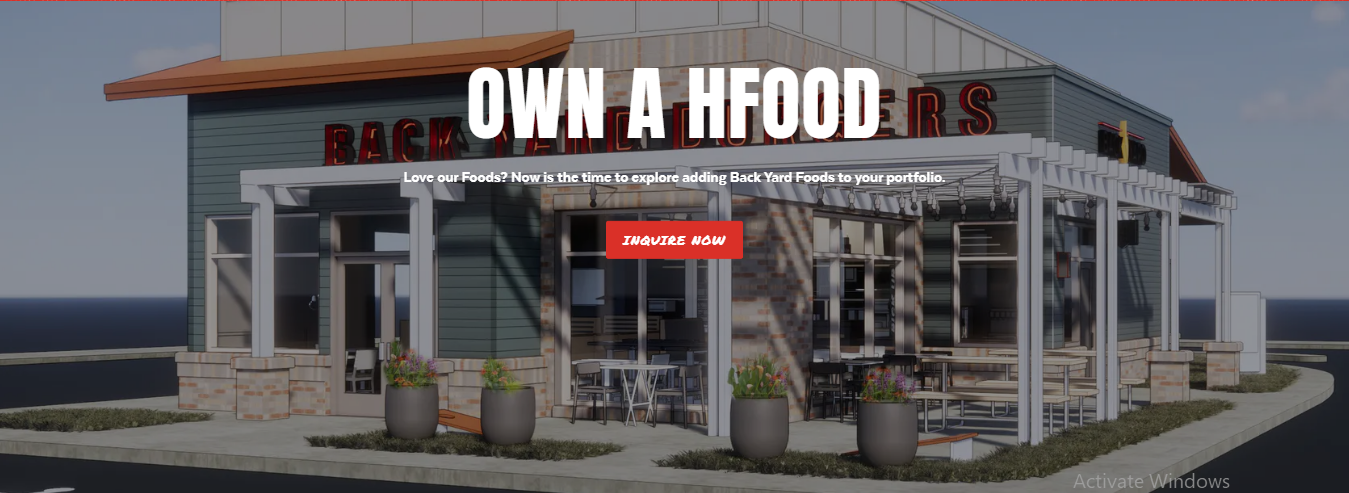 OWN A HFOOD
BACK YARD BURGERS
Love our Foods? Now is the time to explore adding Back Yard Foods to your portfolio.
INQUIRE NOW
Activate Windows